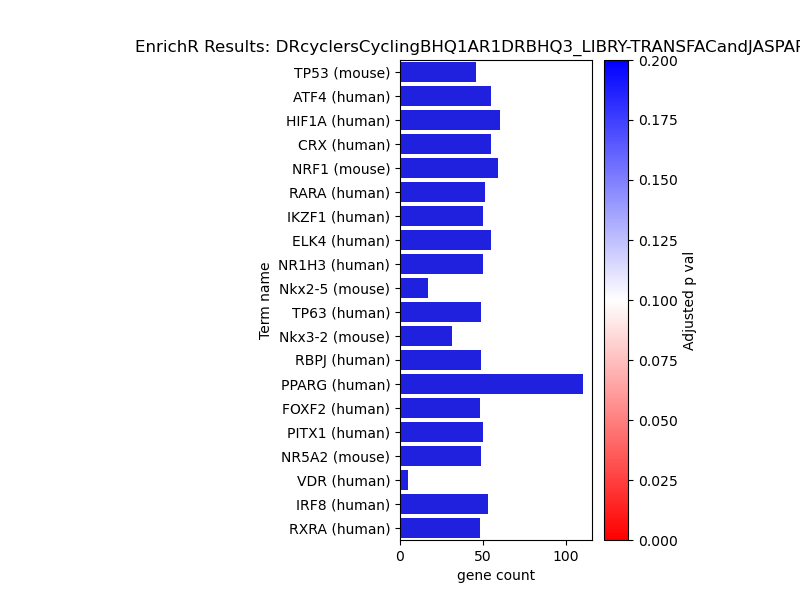 EnrichR Results: DRcyclersCyclingBHQ1AR1DRBHQ3_LIBRY-TRANSFACandJASPAR
TP53 (mouse)
ATF4 (human)
HIF1A (human)
CRX (human)
NRF1 (mouse)
RARA (human)
IKZF1 (human)
ELK4 (human)
NR1H3 (human)
Nkx2-5 (mouse)
TP63 (human)
Nkx3-2 (mouse)
RBPJ (human)
PPARG (human)
FOXF2 (human)
PITX1 (human)
NR5A2 (mouse)
VDR (human)
IRF8 (human)
RXRA (human)
Term name
0 50 100
gene count
0.200
0.175
0.150
0.125
0.100
0.075
0.050
0.025
0.000
Adjusted p val